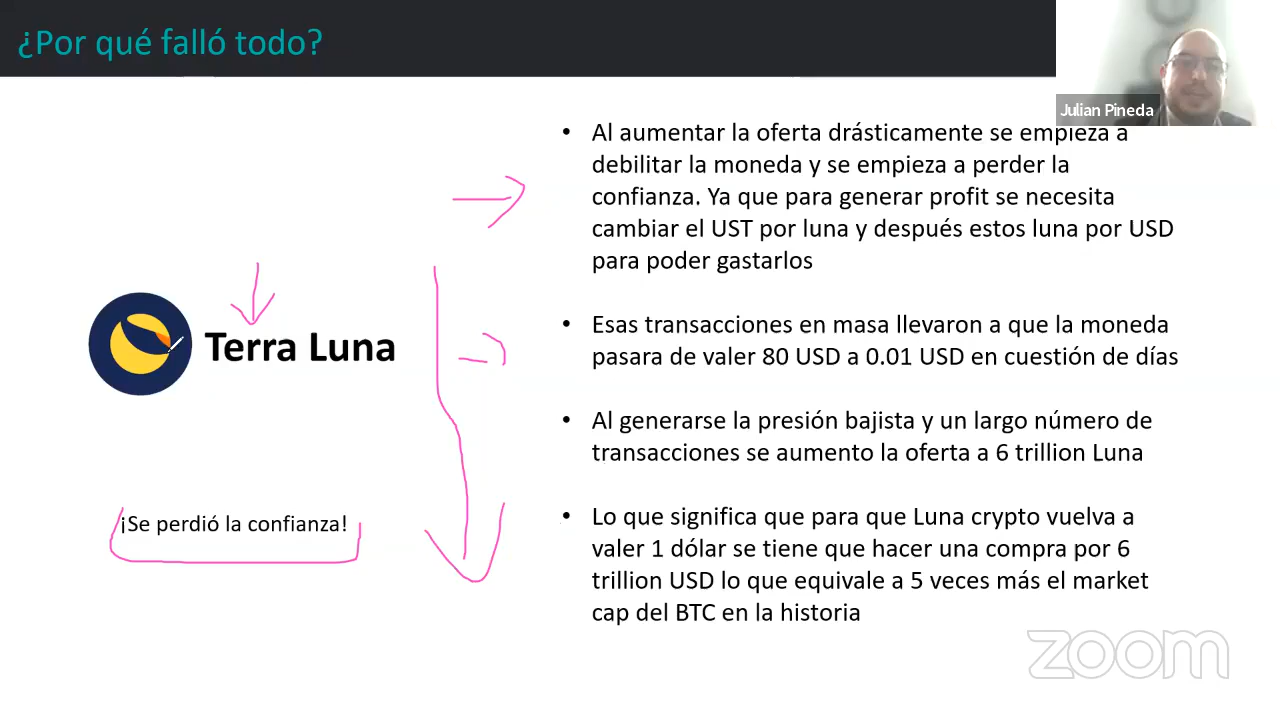 ¿Por qué falló todo?
Julian Pineda
• Al aumentar la oferta drásticamente se empieza a
debilitar la moneda y se empieza a perder la
confianza. Ya que para generar profit se necesita
cambiar el UST por luna y después estos luna por USD
para poder gastarlos
Terra Luna
• Esas transacciones en masa llevaron a que la moneda
pasara de valer 80 USD a 0.01 USD en cuestión de días
• Al generarse la presión bajista y un largo número de
transacciones se aumento la oferta a 6 trillion Luna
¡Se perdió la confianza!
• Lo que significa que para que Luna crypto vuelva a
valer 1 dólar se tiene que hacer una compra por 6
trillion USD lo que equivale a 5 veces más el market
cap del BTC en la historia
zoom